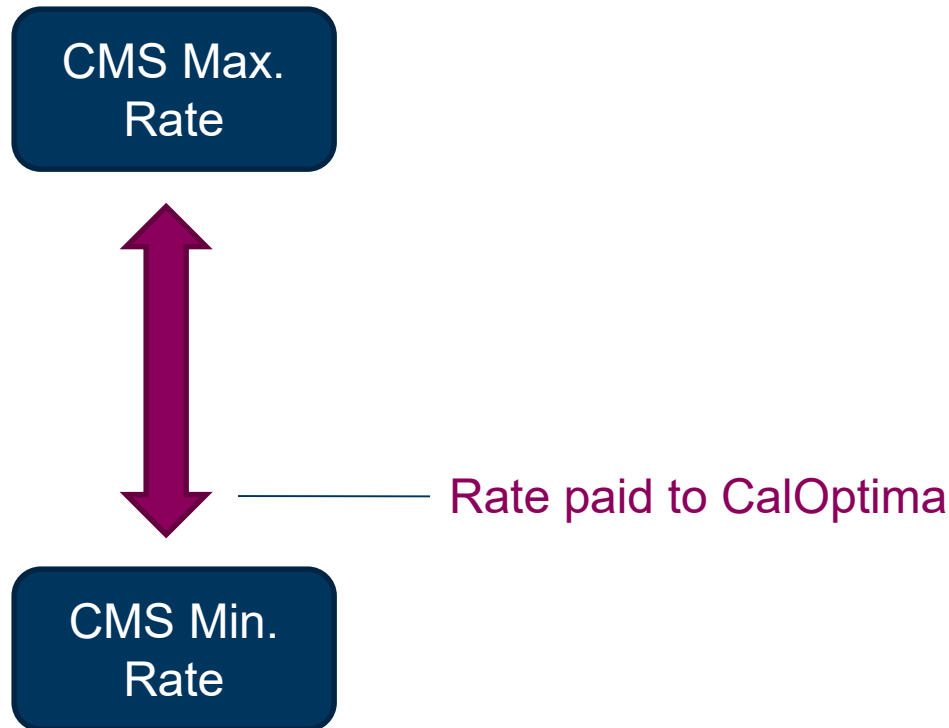 CMS Max.
Rate
Rate paid to CalOptima
CMS Min.
Rate